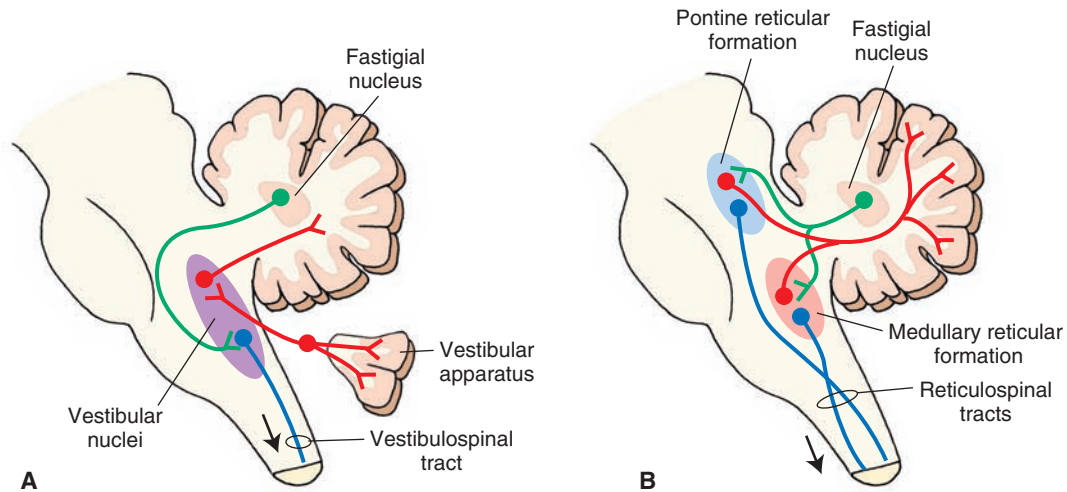 Fastigial
nucleus
Vestibular
apparatus
Vestibular
nuclei
Vestibulospinal
tract
A
Pontine reticular
formation
Fastigial
nucleus
Medullary reticular
formation
Reticulospinal
tracts
B